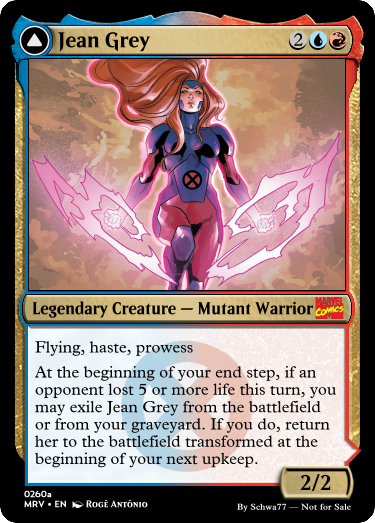 Jean Grey 2
Legendary Creature — Mutant Warrior MARVEL COMICS
Flying, haste, prowess
At the beginning of your end step, if an
opponent lost 5 or more life this turn, you
may exile Jean Grey from the battlefield
or from your graveyard. If you do, return
her to the battlefield transformed at the
beginning of your next upkeep.
2/2
0260a
MRV • EN Rogê Antônio
By Schwa77 — Not for Sale